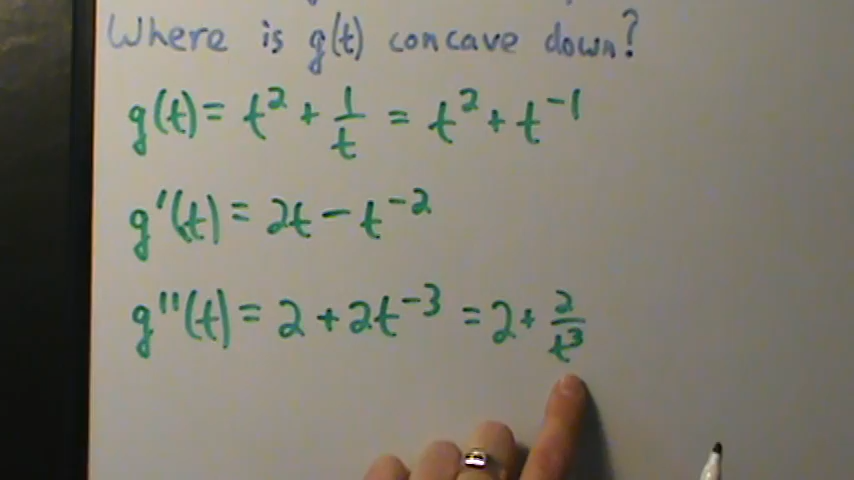 Where is g(t) concave down?
g(t) = t² + 1/t = t² + t⁻¹
g'(t) = 2t - t⁻²
g''(t) = 2 + 2t⁻³ = 2 + 2/t³